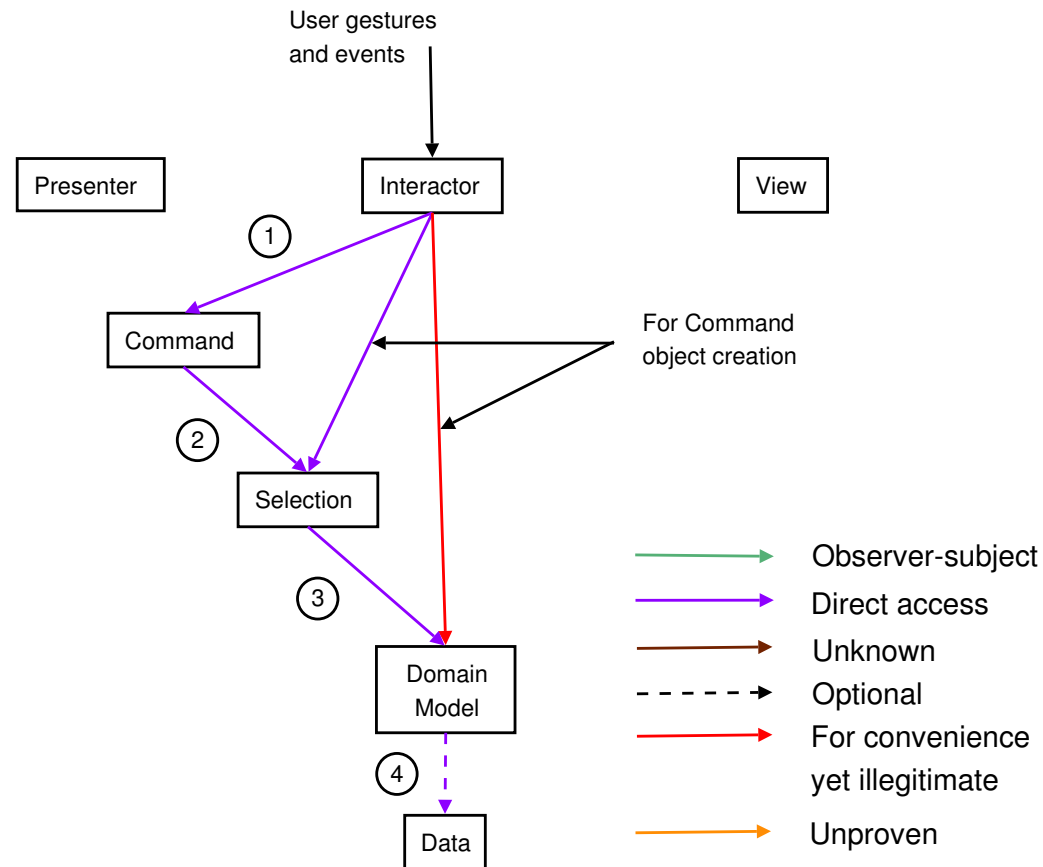 User gestures
and events
Presenter
Interactor
View
1
Command
For Command
object creation
2
Selection
3
Domain
Model
4
Data
Observer-subject
Direct access
Unknown
Optional
For convenience
yet illegitimate
Unproven